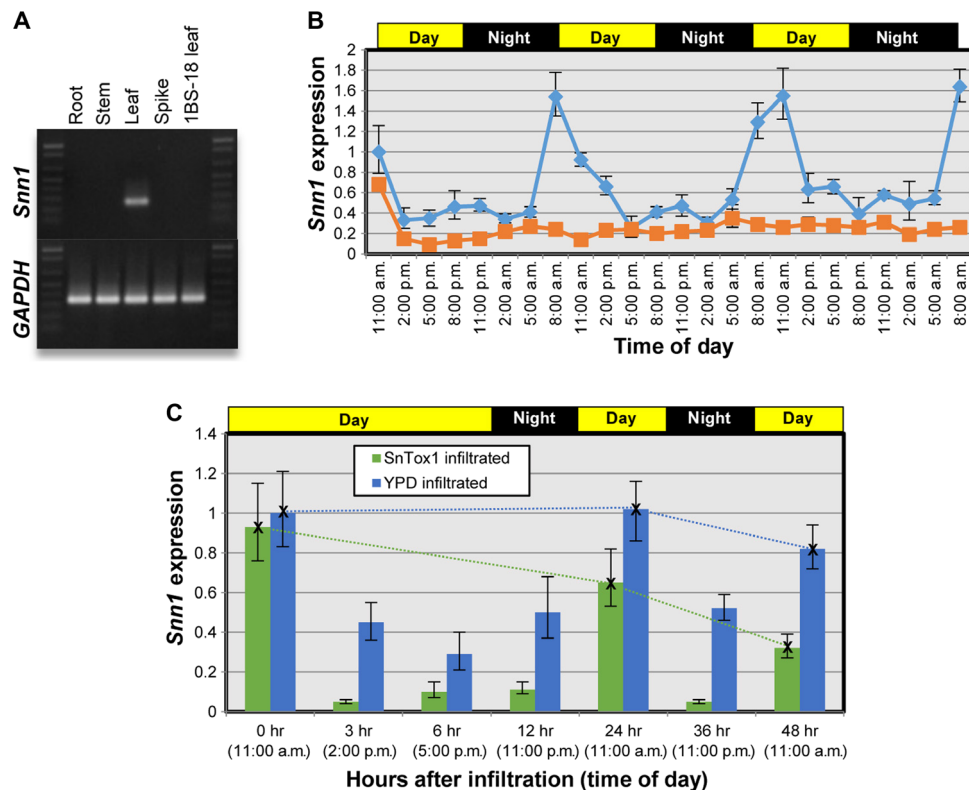 A
Root
Stem
Leaf
Spike
1BS-18 leaf
Snn1
GAPDH
B
Day Night Day Night Day Night
Snn1 expression
2
1.8
1.6
1.4
1.2
1
0.8
0.6
0.4
0.2
0
11:00 a.m.
2:00 p.m.
5:00 p.m.
8:00 p.m.
11:00 p.m.
2:00 a.m.
5:00 a.m.
8:00 a.m.
11:00 a.m.
2:00 p.m.
5:00 p.m.
8:00 p.m.
11:00 p.m.
2:00 a.m.
5:00 a.m.
8:00 a.m.
11:00 a.m.
2:00 p.m.
5:00 p.m.
8:00 p.m.
11:00 p.m.
2:00 a.m.
5:00 a.m.
8:00 a.m.
Time of day
C
Day Night Day Night Day
Snn1 expression
1.4
1.2
1
0.8
0.6
0.4
0.2
0
SnTox1 infiltrated
YPD infiltrated
0 hr 3 hr 6 hr 12 hr 24 hr 36 hr 48 hr
(11:00 a.m.) (2:00 p.m.) (5:00 p.m.) (11:00 p.m.) (11:00 a.m.) (11:00 p.m.) (11:00 a.m.)
Hours after infiltration (time of day)